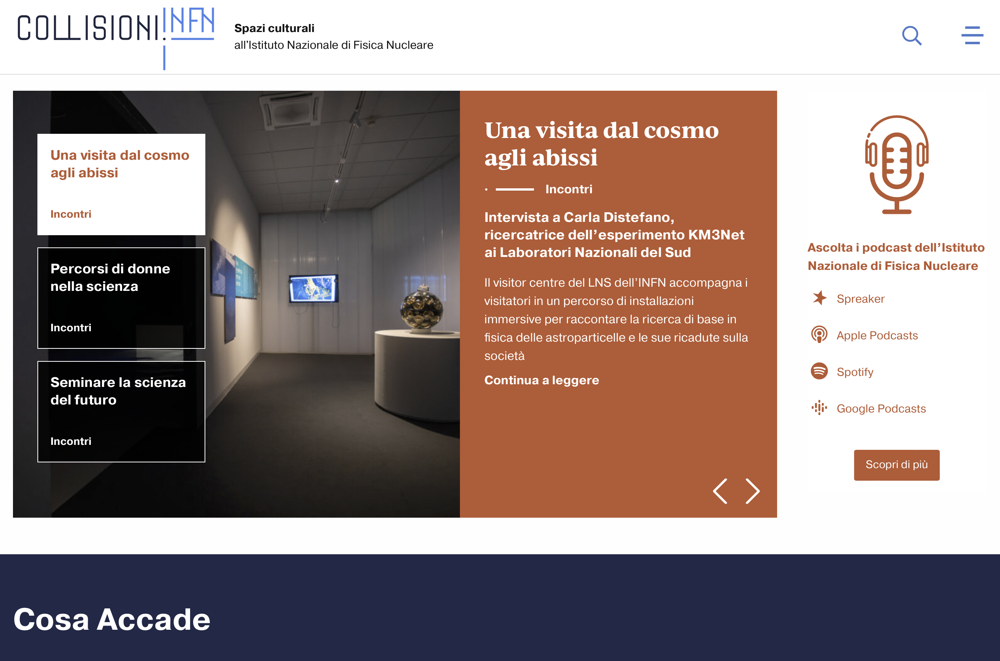 COLLISIONI.INFN
Spazi culturali
all'Istituto Nazionale di Fisica Nucleare
Una visita dal cosmo
agli abissi
Incontri
Percorsi di donne
nella scienza
Incontri
Seminare la scienza
del futuro
Incontri
Una visita dal cosmo
agli abissi
Incontri
Intervista a Carla Distefano,
ricercatrice dell’esperimento KM3Net
ai Laboratori Nazionali del Sud
Il visitor centre del LNS dell’INFN accompagna i
visitatori in un percorso di installazioni
immersive per raccontare la ricerca di base in
fisica delle astroparticelle e le sue ricadute sulla
società
Continua a leggere
Ascolta i podcast dell’Istituto
Nazionale di Fisica Nucleare
Spreaker
Apple Podcasts
Spotify
Google Podcasts
Scopri di più
Cosa Accade